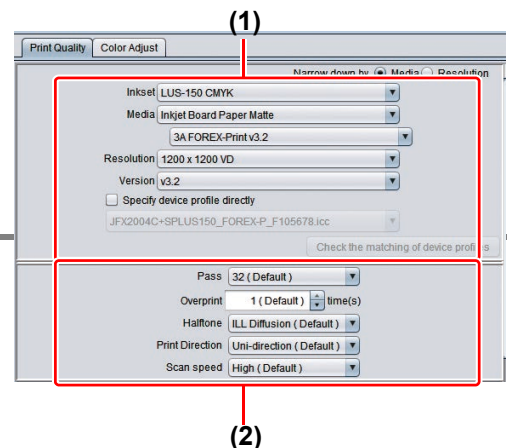 (1)
Print Quality Color Adjust
Narrow down by Media Resolution
Inkset LUS-150 CMYK
Media Inkjet Board Paper Matte
3A FOREX-Print v3.2
Resolution 1200 x 1200 VD
Version v3.2
Specify device profile directly
JFX2004C+SPLUS150_FOREX-P_F105678.icc
Check the matching of device profiles
Pass 32 ( Default )
Overprint 1 ( Default ) time(s)
Halftone ILL Diffusion ( Default )
Print Direction Uni-direction ( Default )
Scan speed High ( Default )
(2)